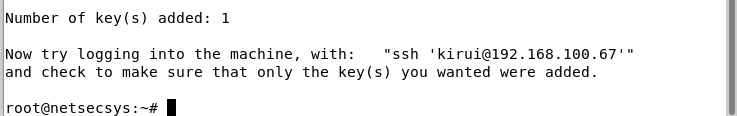 Number of key(s) added: 1
Now try logging into the machine, with:   "ssh 'kirui@192.168.100.67'"
and check to make sure that only the key(s) you wanted were added.
root@netsecsys:~#